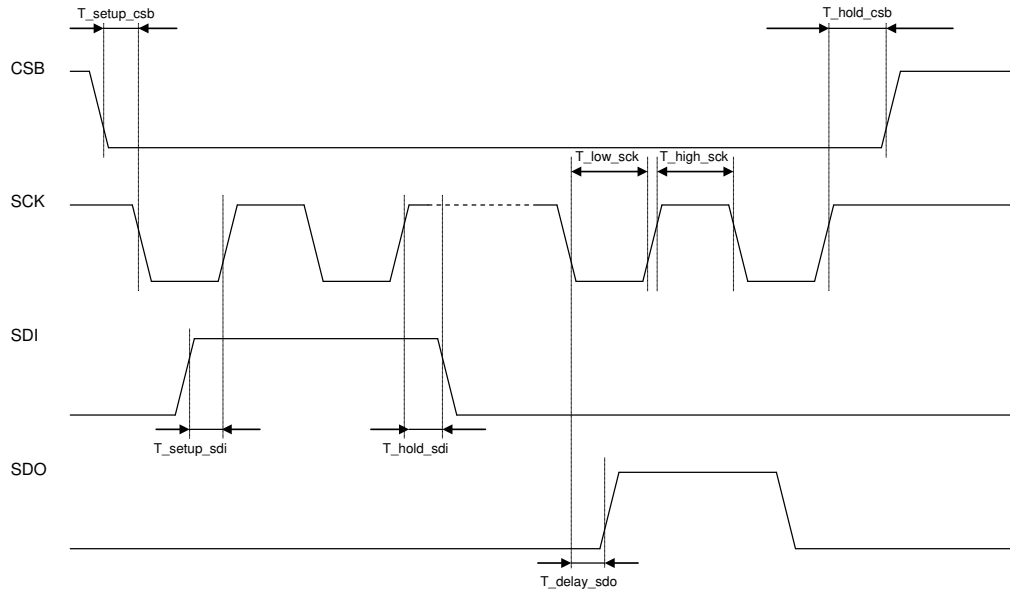 T_setup_csb
T_hold_csb
CSB
T_low_sck
T_high_sck
SCK
SDI
T_setup_sdi
T_hold_sdi
SDO
T_delay_sdo